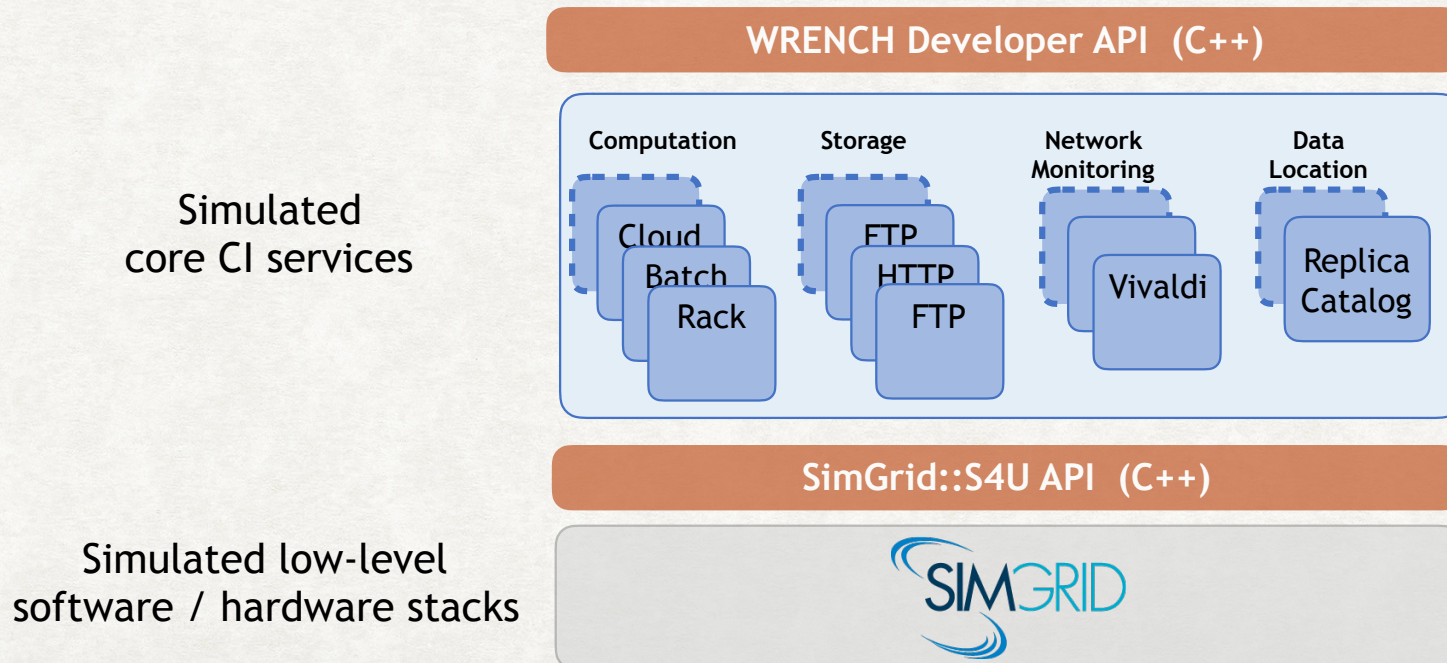 WRENCH Developer API (C++)
Computation
Storage
Network
Monitoring
Data
Location
Simulated
core CI services
Cloud
Batch
Rack
FTP
HTTP
FTP
Vivaldi
Replica
Catalog
SimGrid::S4U API (C++)
Simulated low-level
software / hardware stacks
SIMGRID